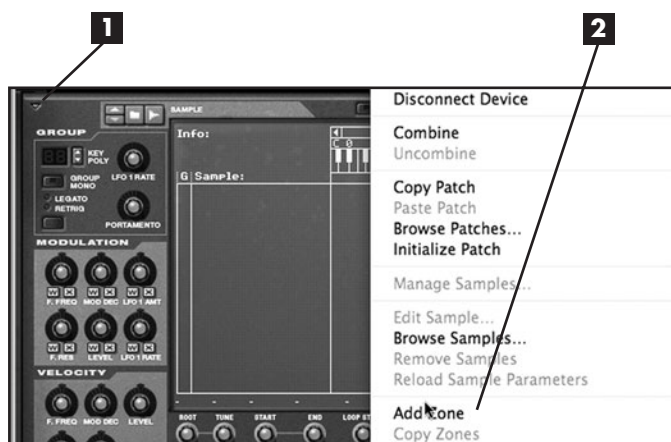 1
2
SAMPLE
Disconnect Device
Combine
Uncombine
Copy Patch
Paste Patch
Browse Patches...
Initialize Patch
Manage Samples...
Edit Sample...
Browse Samples...
Remove Samples
Reload Sample Parameters
Add Zone
Copy Zones
GROUP
KEY
POLY
GROUP
MONO
LFO 1 RATE
LEGATO
RETRIG
PORTAMENTO
Info:
C 0
G Sample:
MODULATION
W X W X W X
F. FREQ MOD DEC LFO 1 AMT
W X W X W X
F. RES LEVEL LFO 1 RATE
VELOCITY
F. FREQ MOD DEC LEVEL
ROOT TUNE START END LOOP ST